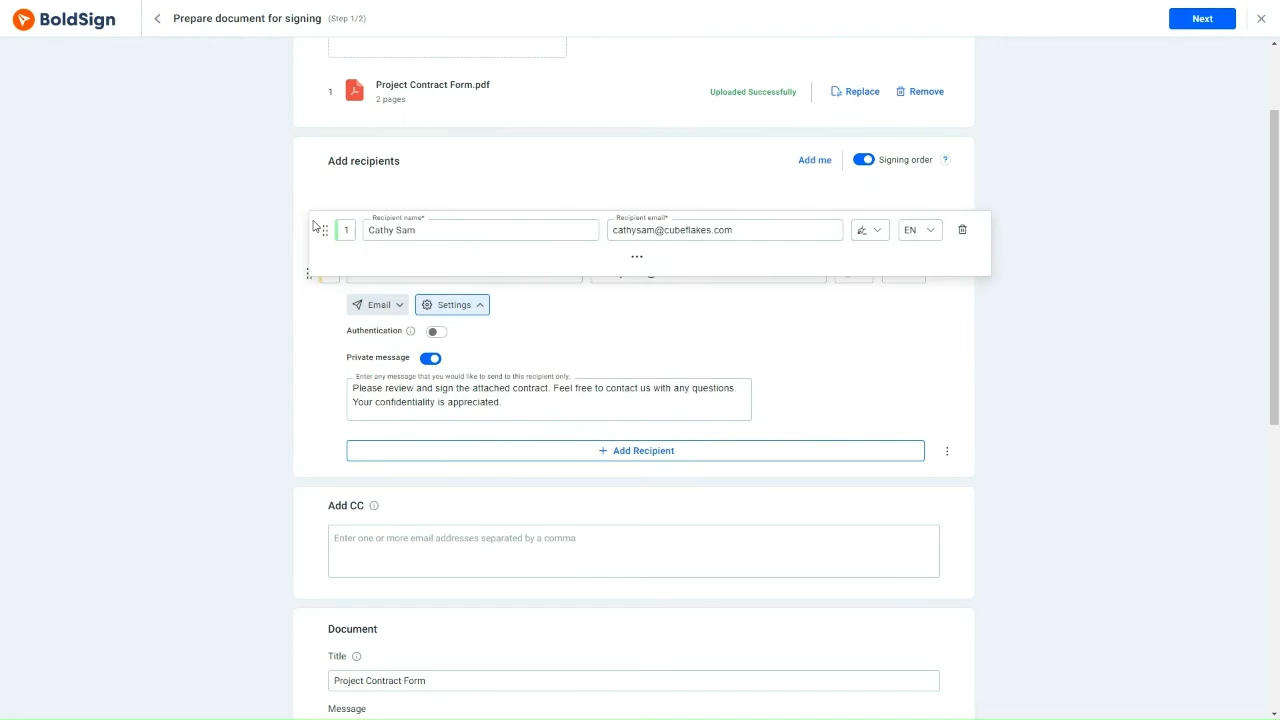 BoldSign
Prepare document for signing (Step 1/2)
Next
1
Project Contract Form.pdf
2 pages
Uploaded Successfully
Replace
Remove
Add recipients
Add me
Signing order
?
Recipient name*
Recipient email*
1
Cathy Sam
cathysam@cubeflakes.com
EN
Email
Settings
Authentication
Private message
Enter any message that you would like to send to this recipient only.
Please review and sign the attached contract. Feel free to contact us with any questions.
Your confidentiality is appreciated.
+ Add Recipient
Add CC
Enter one or more email addresses separated by a comma
Document
Title
Project Contract Form
Message